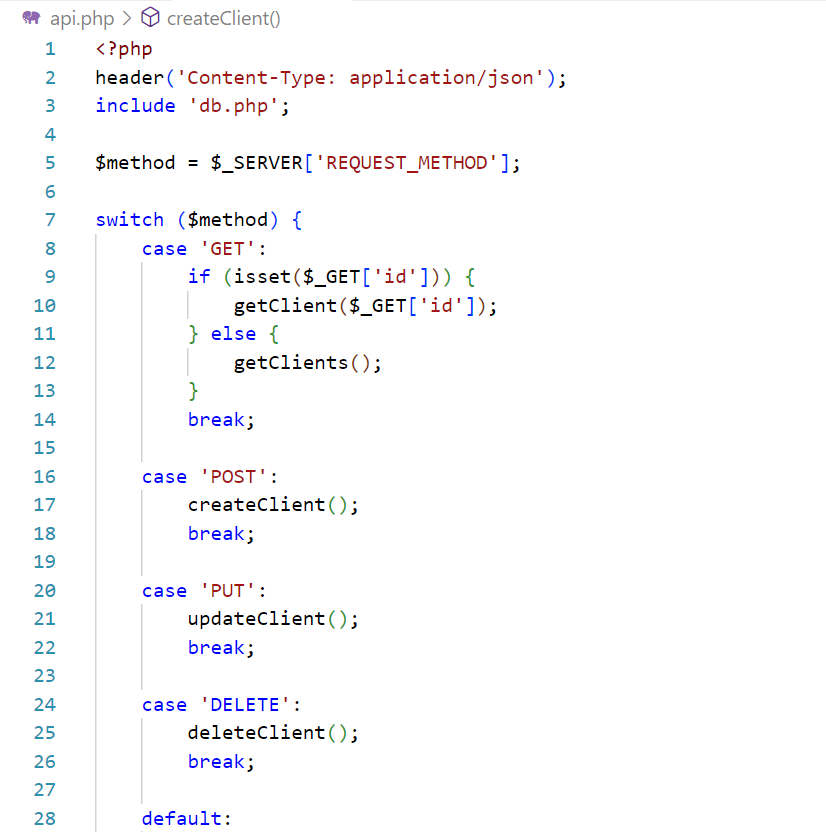 api.php > createClient()
1 <?php
2 header('Content-Type: application/json');
3 include 'db.php';
4
5 $method = $_SERVER['REQUEST_METHOD'];
6
7 switch ($method) {
8     case 'GET':
9         if (isset($_GET['id'])) {
10             getClient($_GET['id']);
11         } else {
12             getClients();
13         }
14         break;
15
16     case 'POST':
17         createClient();
18         break;
19
20     case 'PUT':
21         updateClient();
22         break;
23
24     case 'DELETE':
25         deleteClient();
26         break;
27
28     default: